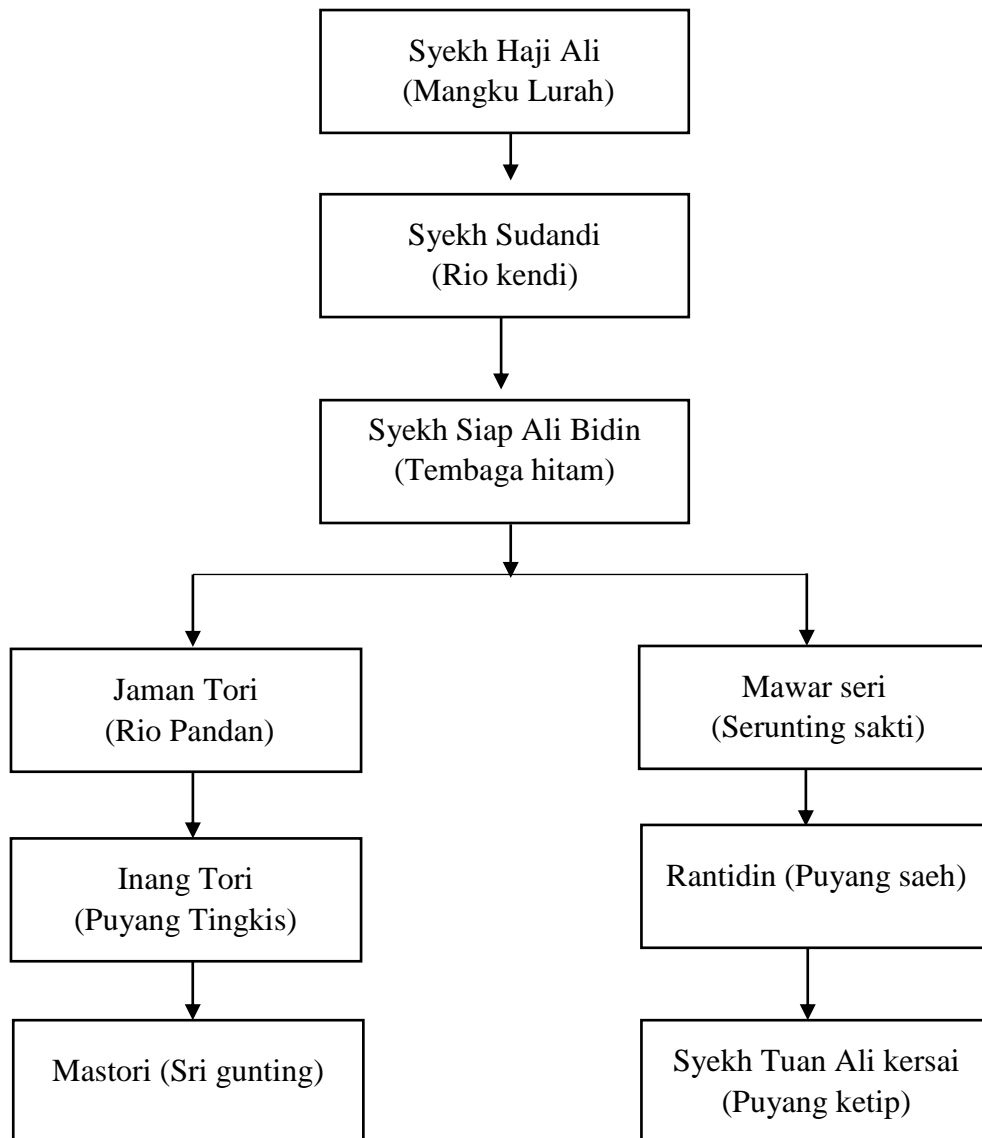 Syekh Haji Ali
(Mangku Lurah)
Syekh Sudandi
(Rio kendi)
Syekh Siap Ali Bidin
(Tembaga hitam)
Jaman Tori
(Rio Pandan)
Mawar seri
(Serunting sakti)
Inang Tori
(Puyang Tingkis)
Rantidin (Puyang saeh)
Mastori (Sri gunting)
Syekh Tuan Ali kersai
(Puyang ketip)